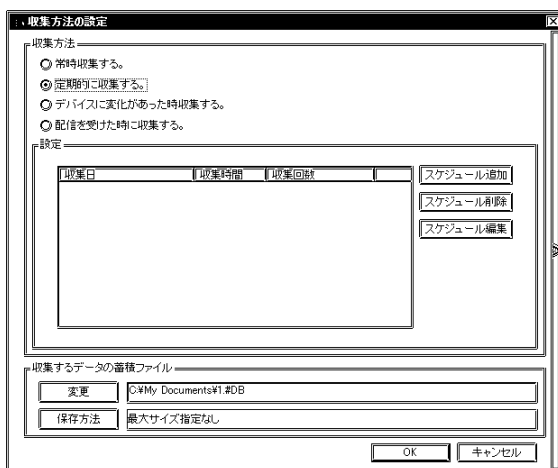 収集方法の設定
収集方法
常時収集する。
定期的に収集する。
デバイスに変化があった時収集する。
配信を受けた時に収集する。
設定
収集日 収集時間 収集回数
スケジュール追加
スケジュール削除
スケジュール編集
収集するデータの蓄積ファイル
変更 C:¥My Documents¥1.#DB
保存方法 最大サイズ指定なし
OK キャンセル